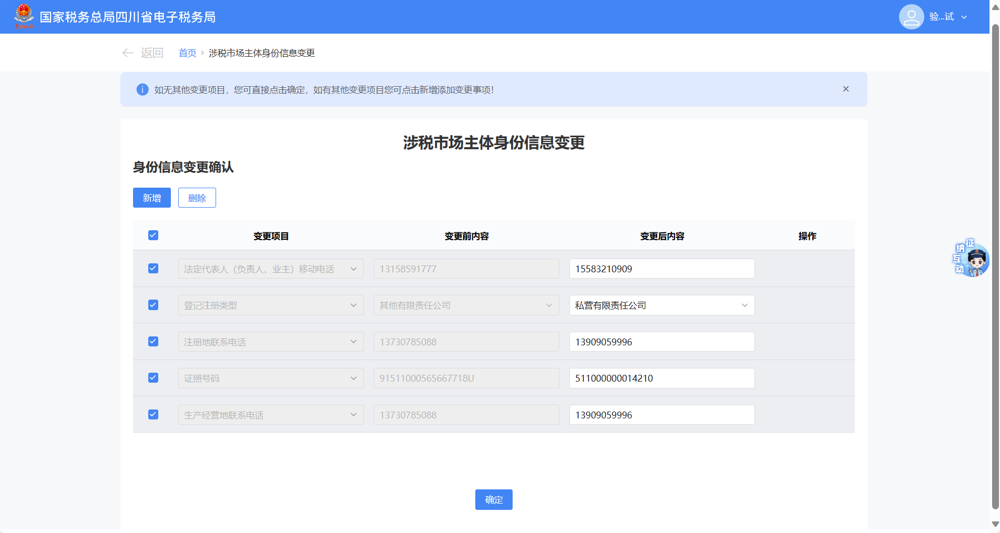 国家税务总局四川省电子税务局
验...试
返回 首页 > 涉税市场主体身份信息变更
如无其他变更项目，您可直接点击确定，如有其他变更项目您可点击新增添加变更事项！
涉税市场主体身份信息变更
身份信息变更确认
新增 删除
变更项目 变更前内容 变更后内容 操作
法定代表人（负责人、业主）移动电话 13158591777 15583210909
登记注册类型 其他有限责任公司 私营有限责任公司
注册地联系电话 13730785088 13909059996
证照号码 91511000565667718U 511000000014210
生产经营地联系电话 13730785088 13909059996
确定
征纳互动